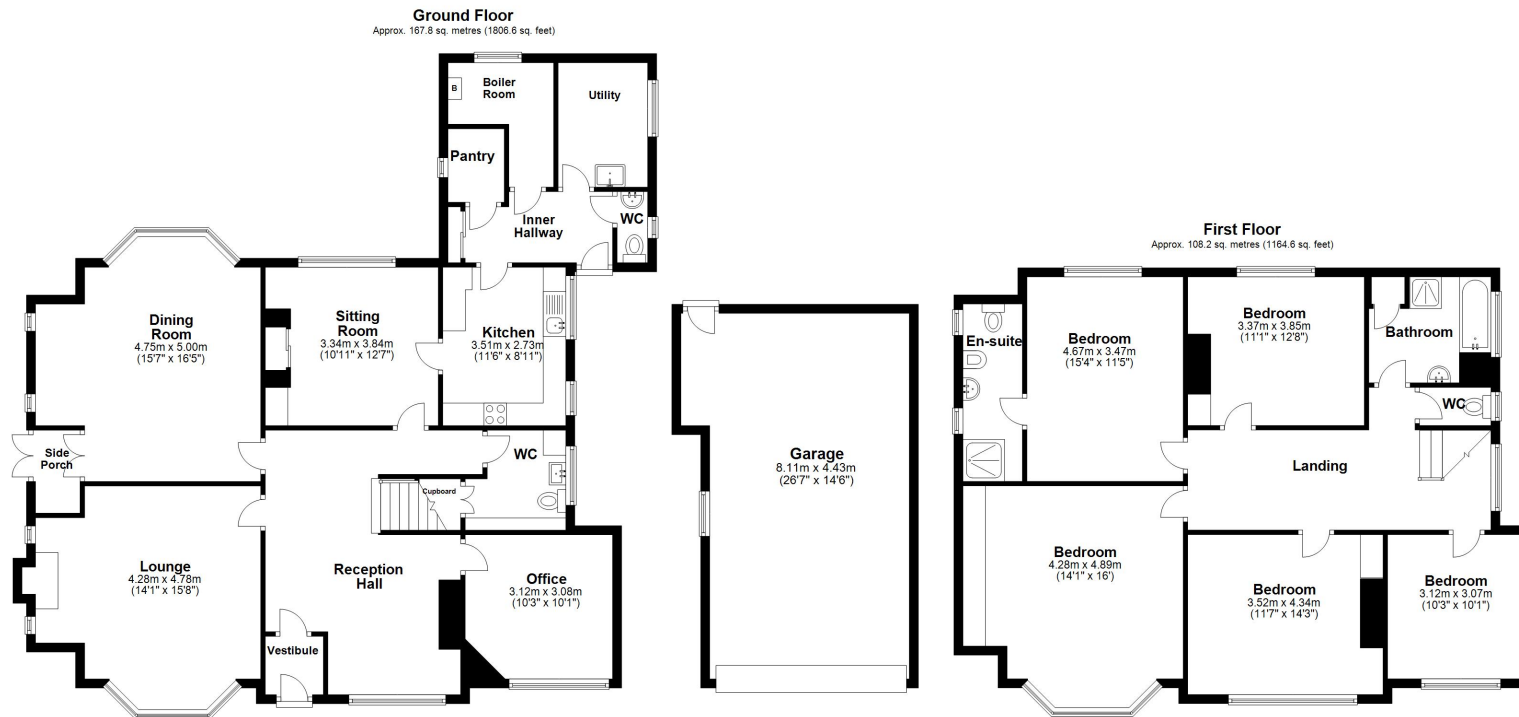 Ground Floor
Approx. 167.8 sq. metres (1806.6 sq. feet)
B
Boiler
Room
Utility
Pantry
Inner
Hallway
WC
Dining
Room
4.75m x 5.00m
(15'7" x 16'5")
Sitting
Room
3.34m x 3.84m
(10'11" x 12'7")
Kitchen
3.51m x 2.73m
(11'6" x 8'11")
Side
Porch
WC
Cupboard
Lounge
4.28m x 4.78m
(14'1" x 15'8")
Reception
Hall
Office
3.12m x 3.08m
(10'3" x 10'1")
Vestibule
Garage
8.11m x 4.43m
(26'7" x 14'6")
First Floor
Approx. 108.2 sq. metres (1164.6 sq. feet)
En-suite
Bedroom
4.67m x 3.47m
(15'4" x 11'5")
Bedroom
3.37m x 3.85m
(11'1" x 12'8")
Bathroom
WC
Landing
Bedroom
4.28m x 4.89m
(14'1" x 16')
Bedroom
3.52m x 4.34m
(11'7" x 14'3")
Bedroom
3.12m x 3.07m
(10'3" x 10'1")